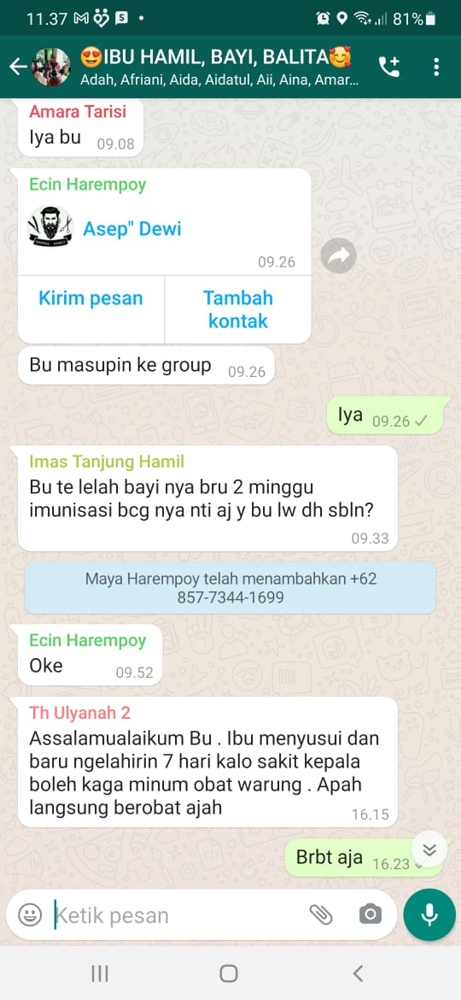 11.37
81%
😍IBU HAMIL, BAYI, BALITA🥰
Adah, Afriani, Aida, Aidatul, Aii, Aina, Amar...
Amara Tarisi
Iya bu 09.08
Ecin Harempoy
Asep" Dewi
09.26
Kirim pesan
Tambah
kontak
Bu masupin ke group 09.26
Iya 09.26
Imas Tanjung Hamil
Bu te lelah bayi nya bru 2 minggu
imunisasi bcg nya nti aj y bu lw dh sbln?
09.33
Maya Harempoy telah menambahkan +62
857-7344-1699
Ecin Harempoy
Oke 09.52
Th Ulyanah 2
Assalamualaikum Bu . Ibu menyusui dan
baru ngelahirin 7 hari kalo sakit kepala
boleh kaga minum obat warung . Apah
langsung berobat ajah
16.15
Brbt aja 16.23
Ketik pesan